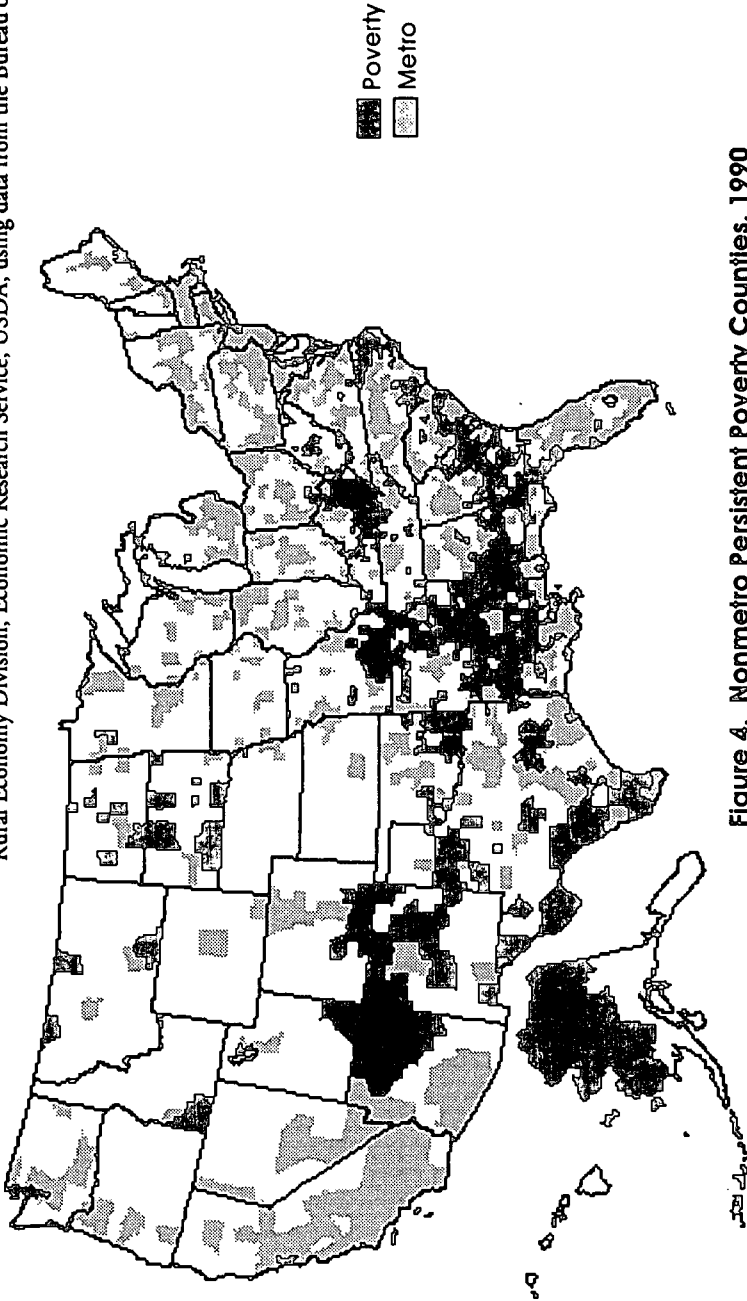 Rural Economy Division, Economic Research Service, USDA, using data from the Bureau
Poverty
Metro
Figure 4. Nonmetro Persistent Poverty Counties, 1990